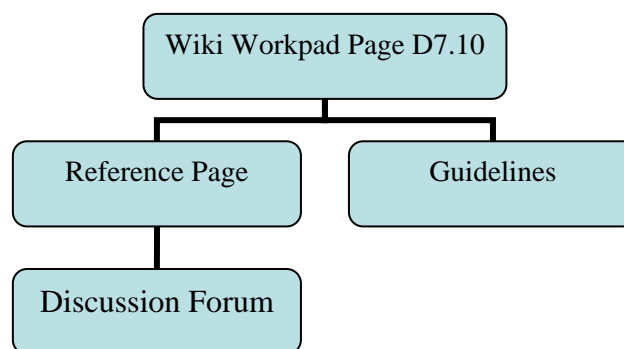 Wiki Workpad Page D7.10
Reference Page
Guidelines
Discussion Forum